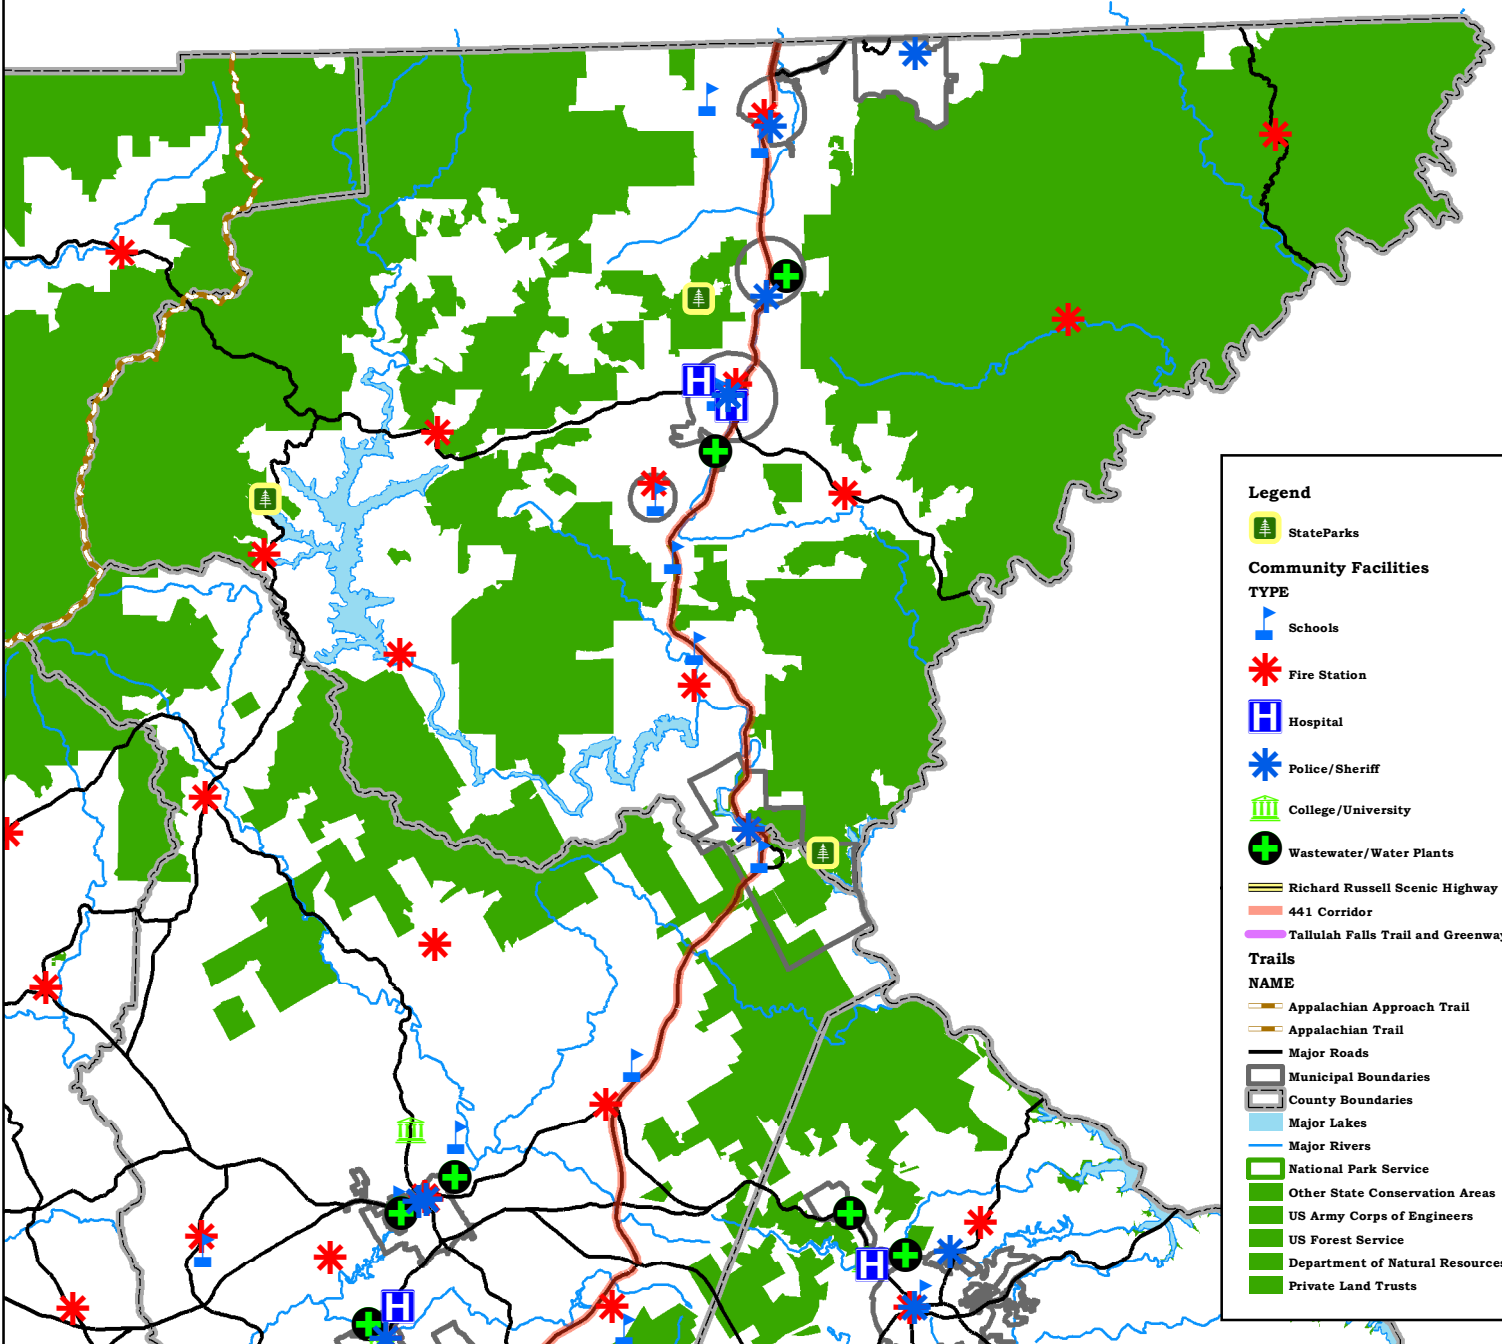 Legend
StateParks
Community Facilities
TYPE
Schools
Fire Station
H Hospital
Police/Sheriff
College/University
Wastewater/Water Plants
Richard Russell Scenic Highway
441 Corridor
Tallulah Falls Trail and Greenway
Trails
NAME
Appalachian Approach Trail
Appalachian Trail
Major Roads
Municipal Boundaries
County Boundaries
Major Lakes
Major Rivers
National Park Service
Other State Conservation Areas
US Army Corps of Engineers
US Forest Service
Department of Natural Resources
Private Land Trusts
H
H
H
H